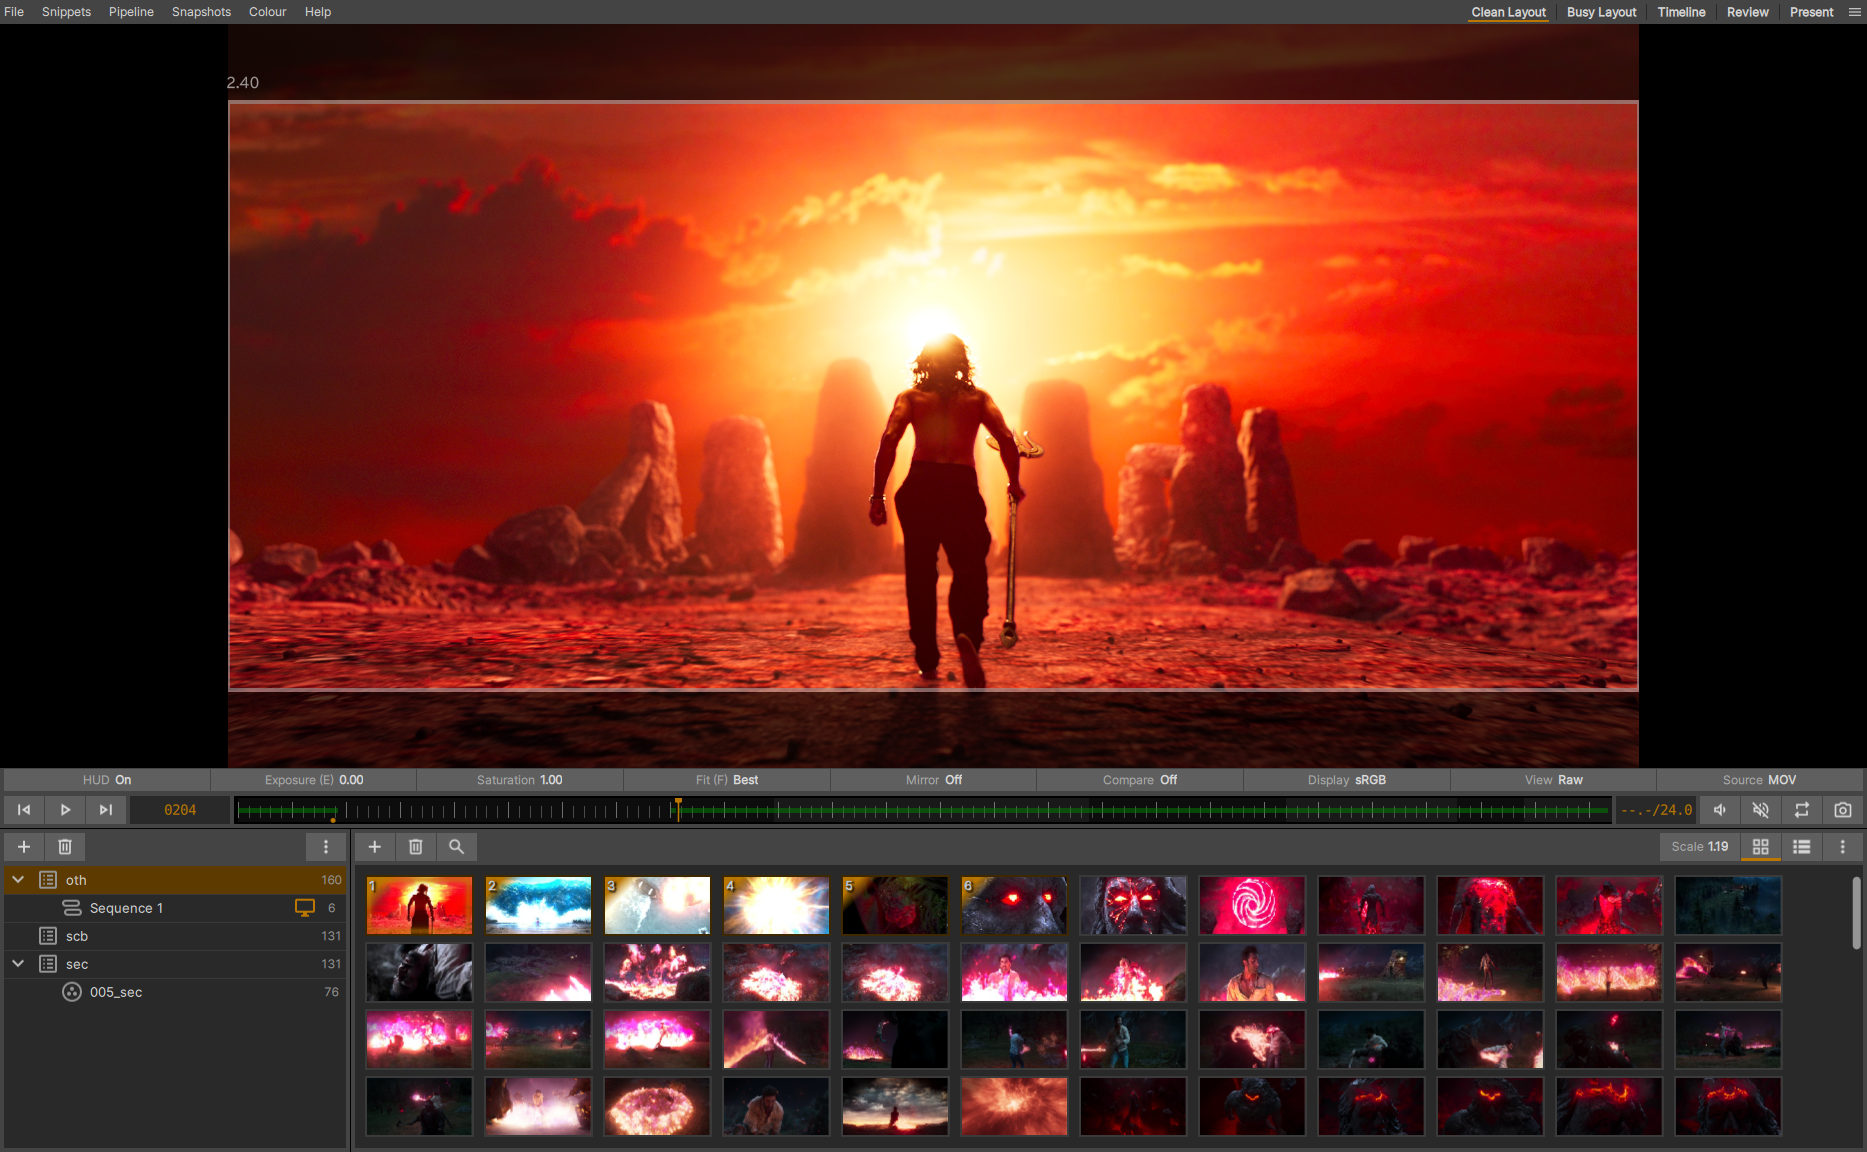 File Snippets Pipeline Snapshots Colour Help Clean Layout Busy Layout Timeline Review Present
2.40
HUD On Exposure (E) 0.00 Saturation 1.00 Fit (F) Best Mirror Off Compare Off Display sRGB View Raw Source MOV
0204 --.-/24.0
Scale 1.19
oth 160
Sequence 1 6
scb 131
sec 131
005_sec 76
1 2 3 4 5 6